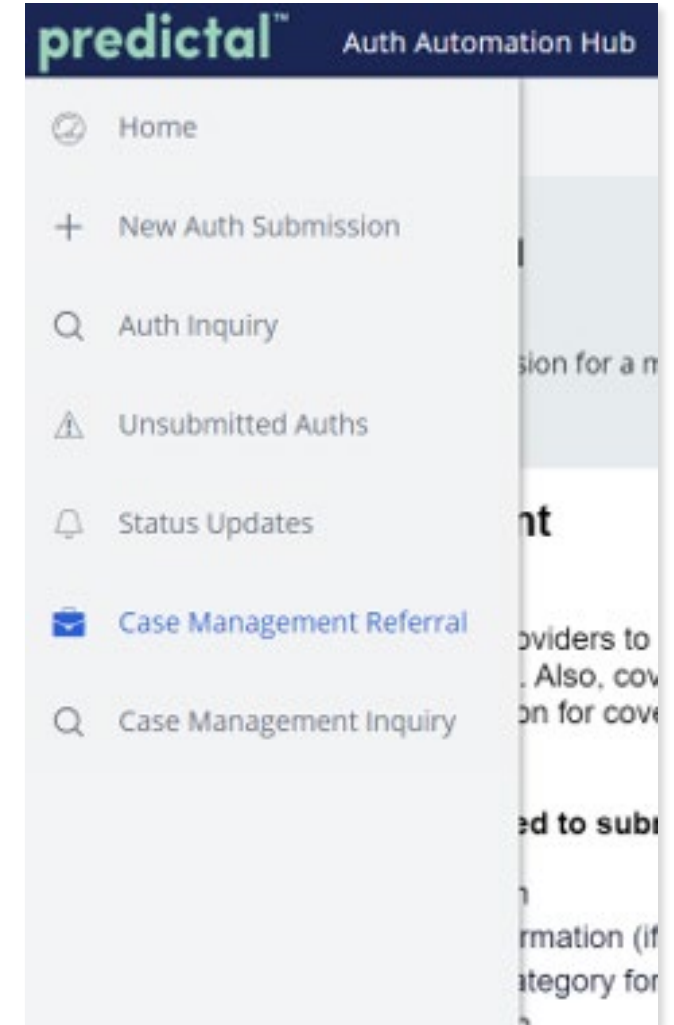 predictal™ Auth Automation Hub
Home
New Auth Submission
Auth Inquiry
Unsubmitted Auths
Status Updates
Case Management Referral
Case Management Inquiry
sion for a
nt
oviders to
. Also, cov
on for cove
ed to sub
rmation (if
ategory for